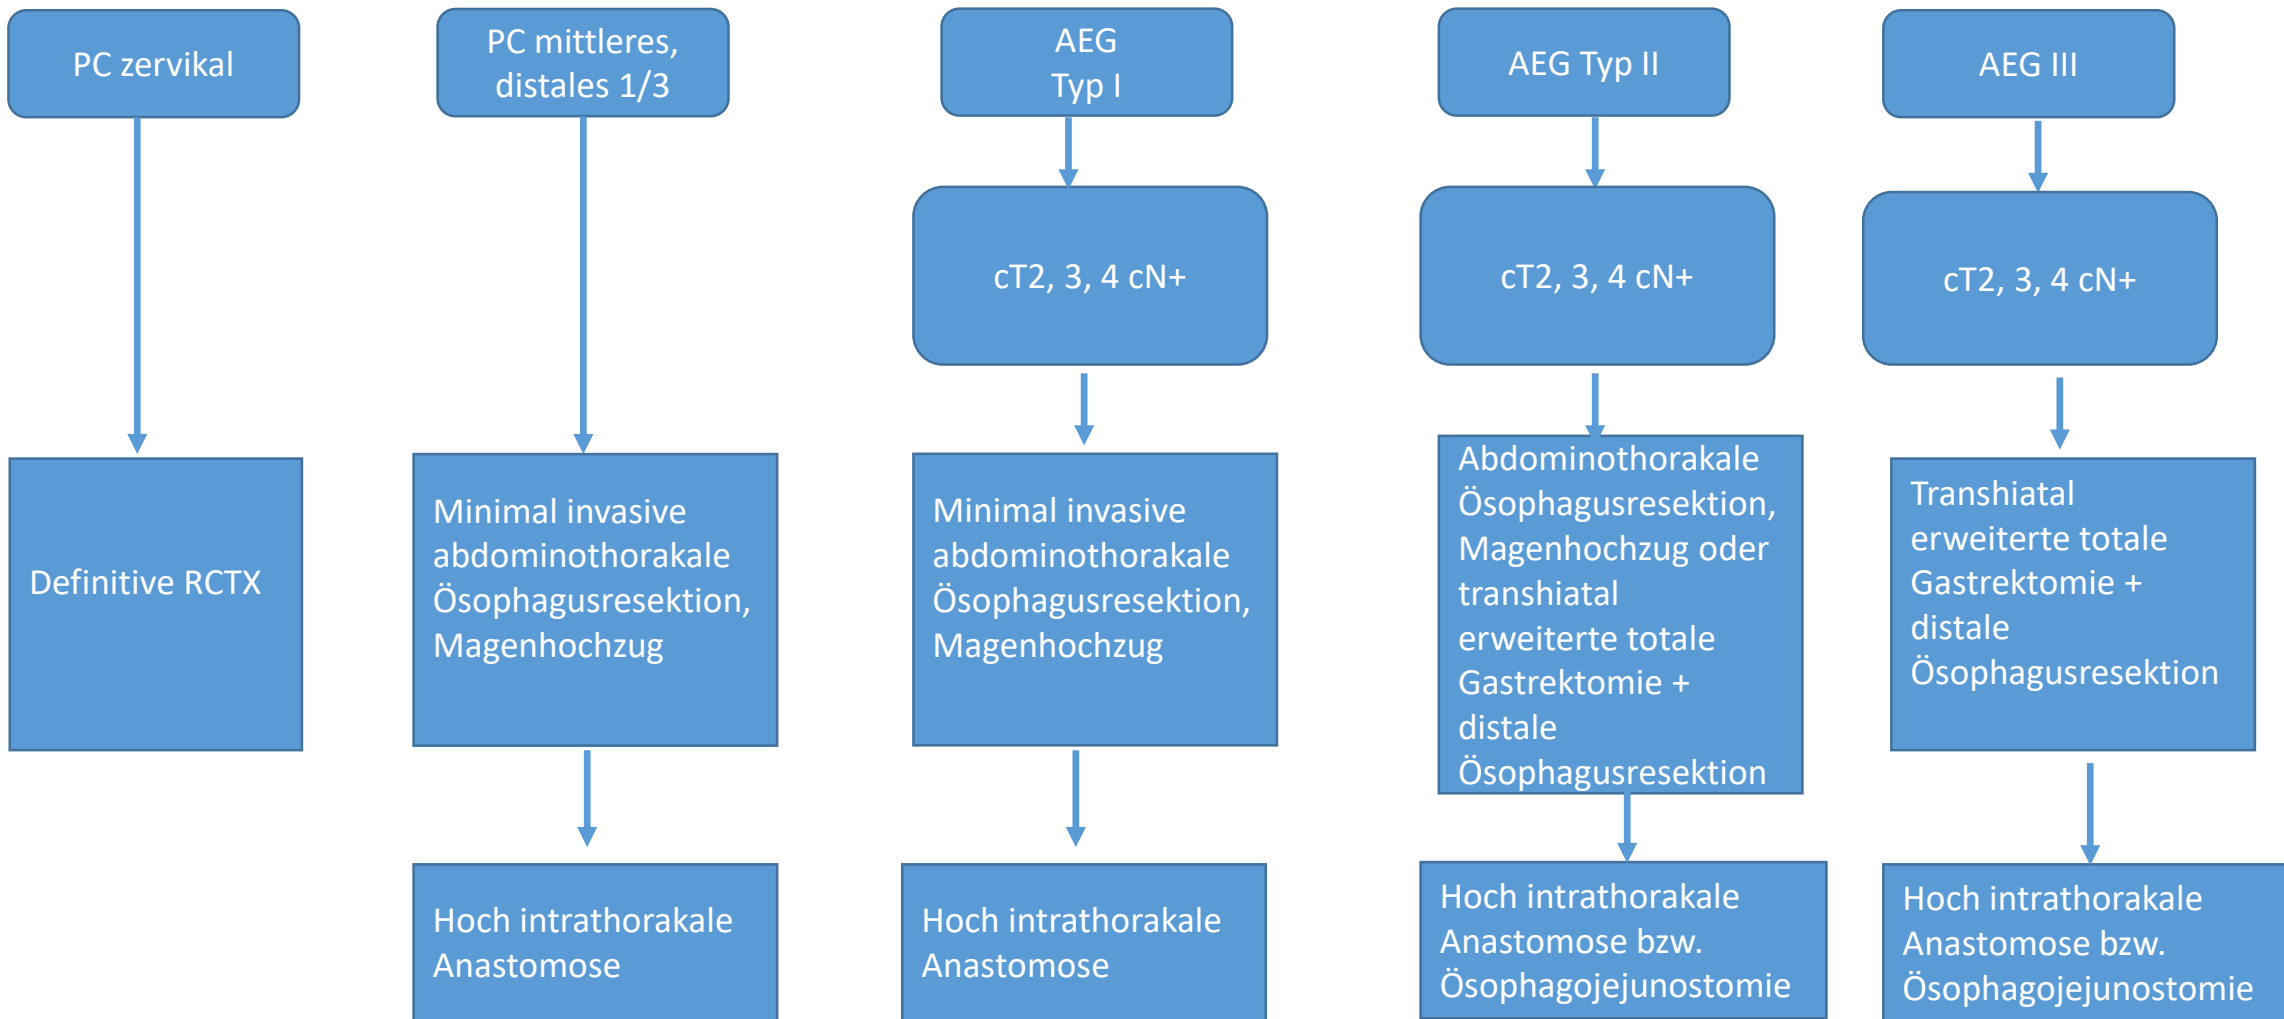 PC zervikal
PC mittleres,
distales 1/3
AEG
Typ I
AEG Typ II
AEG III
cT2, 3, 4 cN+
cT2, 3, 4 cN+
cT2, 3, 4 cN+
Definitive RCTX
Minimal invasive
abdominothorakale
Ösophagusresektion,
Magenhochzug
Minimal invasive
abdominothorakale
Ösophagusresektion,
Magenhochzug
Abdominothorakale
Ösophagusresektion,
Magenhochzug oder
transhiatal
erweiterte totale
Gastrektomie +
distale
Ösophagusresektion
Transhiatal
erweiterte totale
Gastrektomie +
distale
Ösophagusresektion
Hoch intrathorakale
Anastomose
Hoch intrathorakale
Anastomose
Hoch intrathorakale
Anastomose bzw.
Ösophagojejunostomie
Hoch intrathorakale
Anastomose bzw.
Ösophagojejunostomie